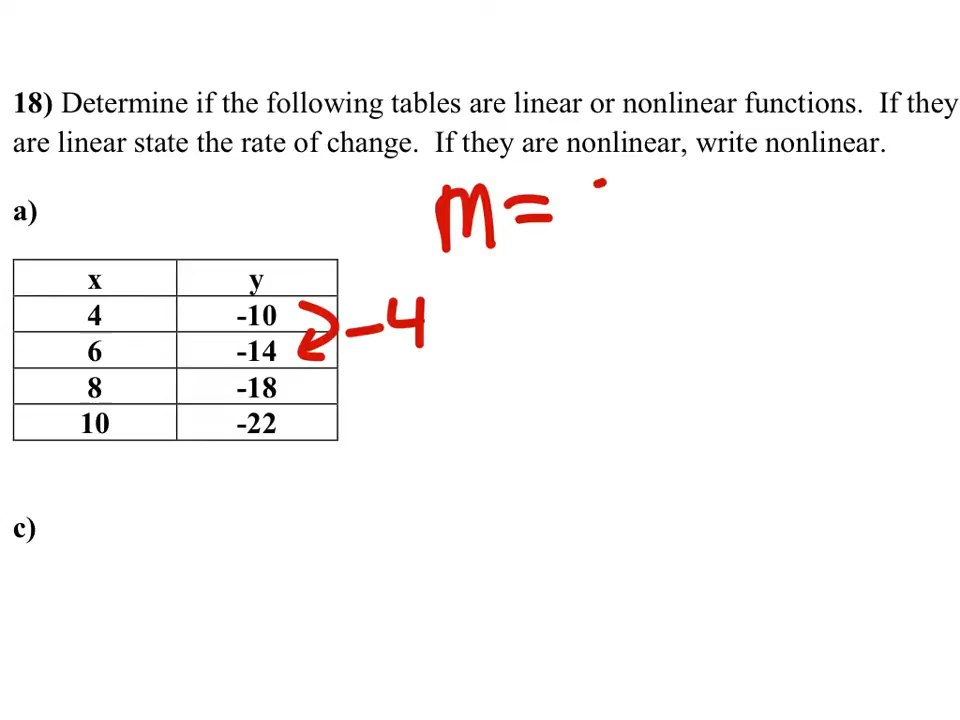 18) Determine if the following tables are linear or nonlinear functions. If they
are linear state the rate of change. If they are nonlinear, write nonlinear.
a)
m =
x y
4 -10
-4
6 -14
8 -18
10 -22
c)